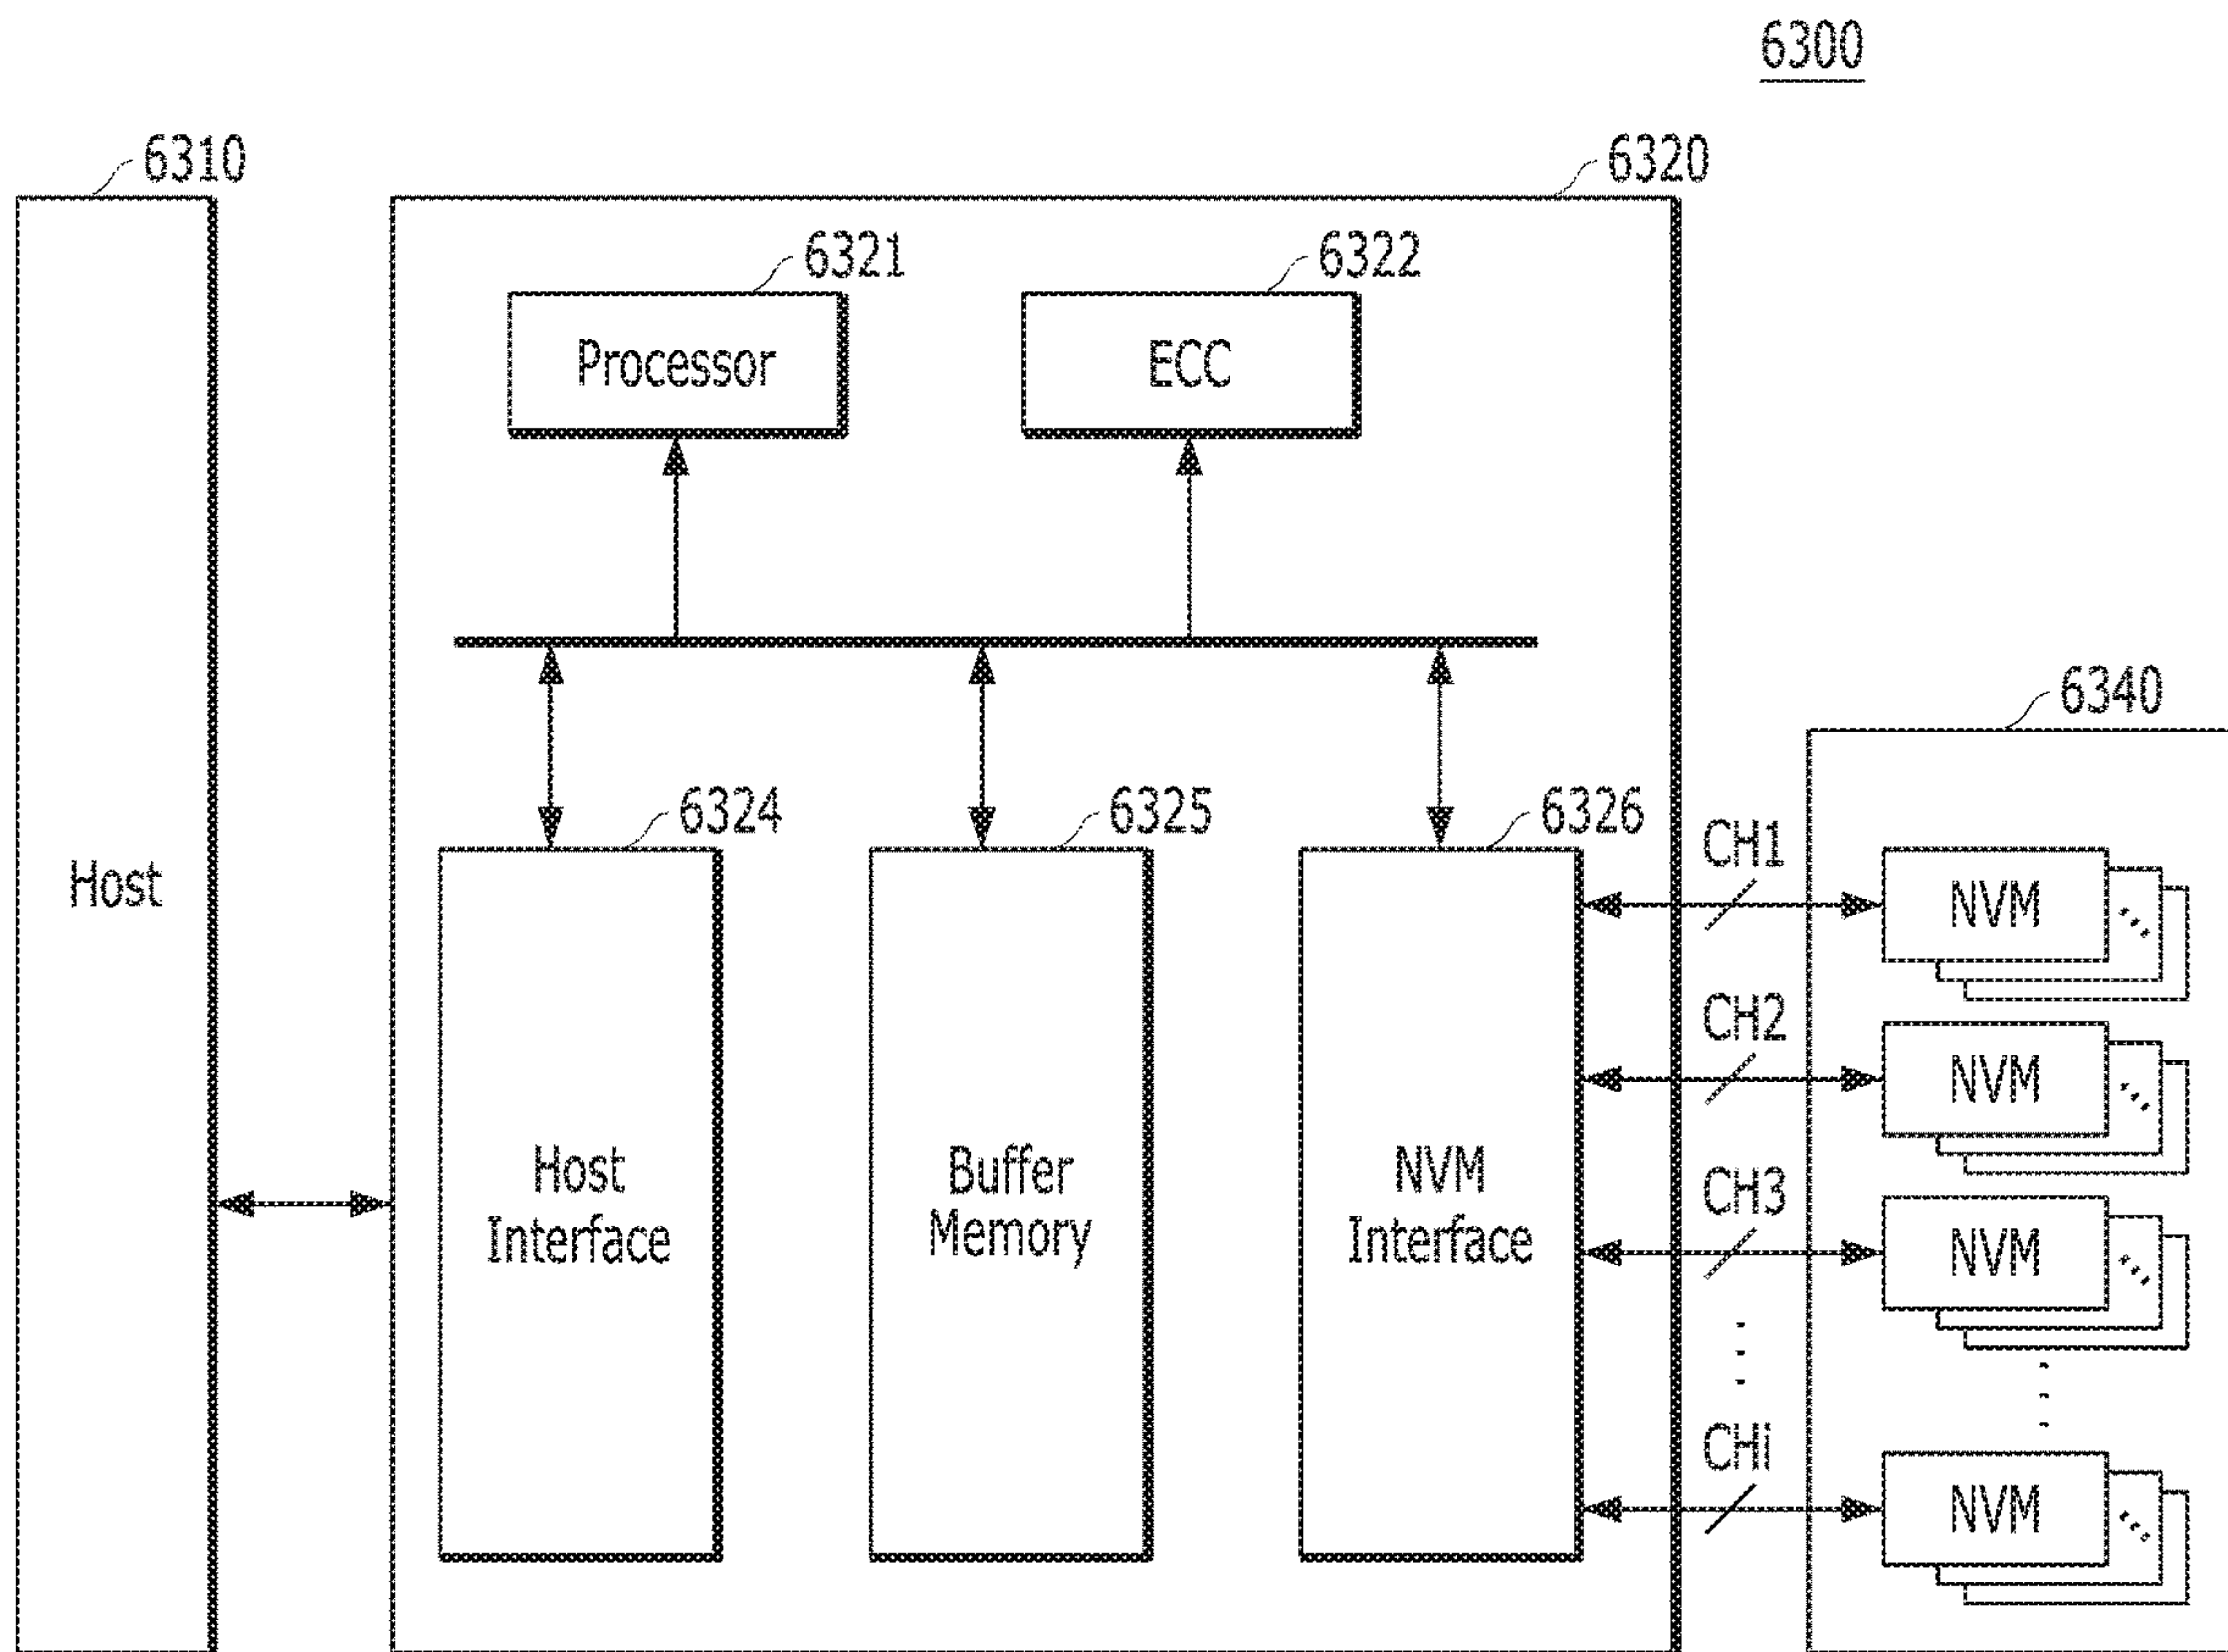 6300
6310
6320
6321
6322
Processor
ECC
6340
6324
6325
6326
CH1
Host
NVM
CH2
NVM
Host
Interface
Buffer
Memory
NVM
Interface
CH3
NVM
CHi
NVM